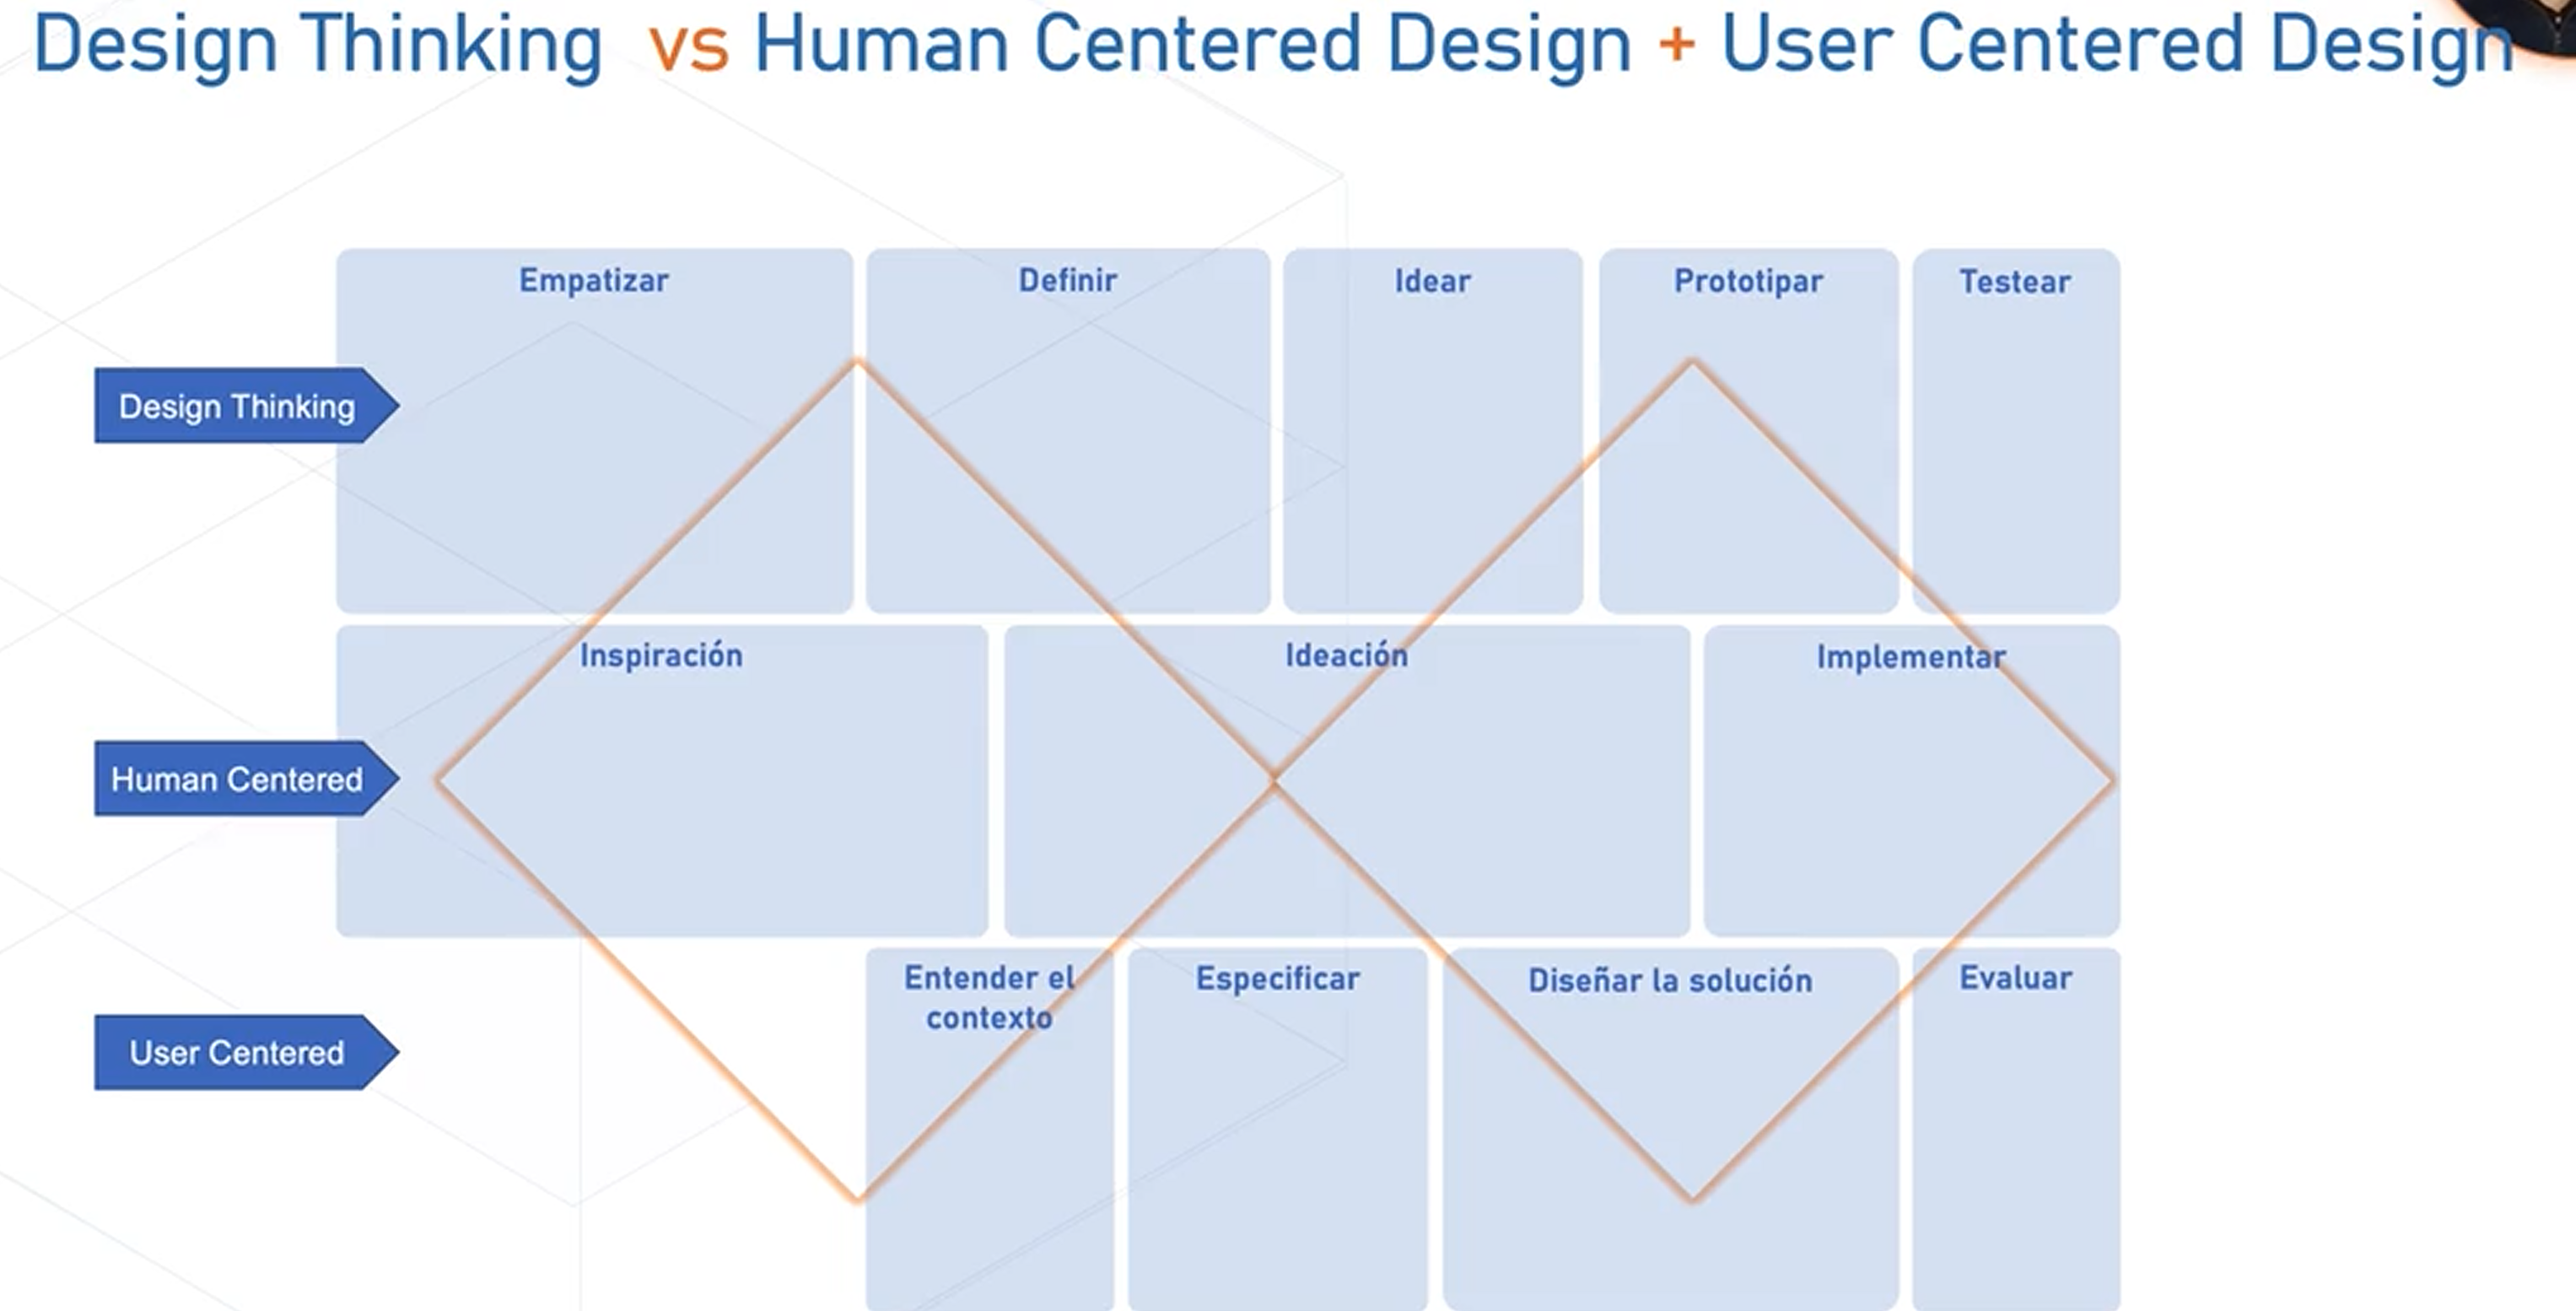 Design Thinking vs Human Centered Design + User Centered Design
Empatizar
Definir
Idear
Prototipar
Testear
Design Thinking
Inspiración
Ideación
Implementar
Human Centered
Entender el
contexto
Especificar
Diseñar la solución
Evaluar
User Centered